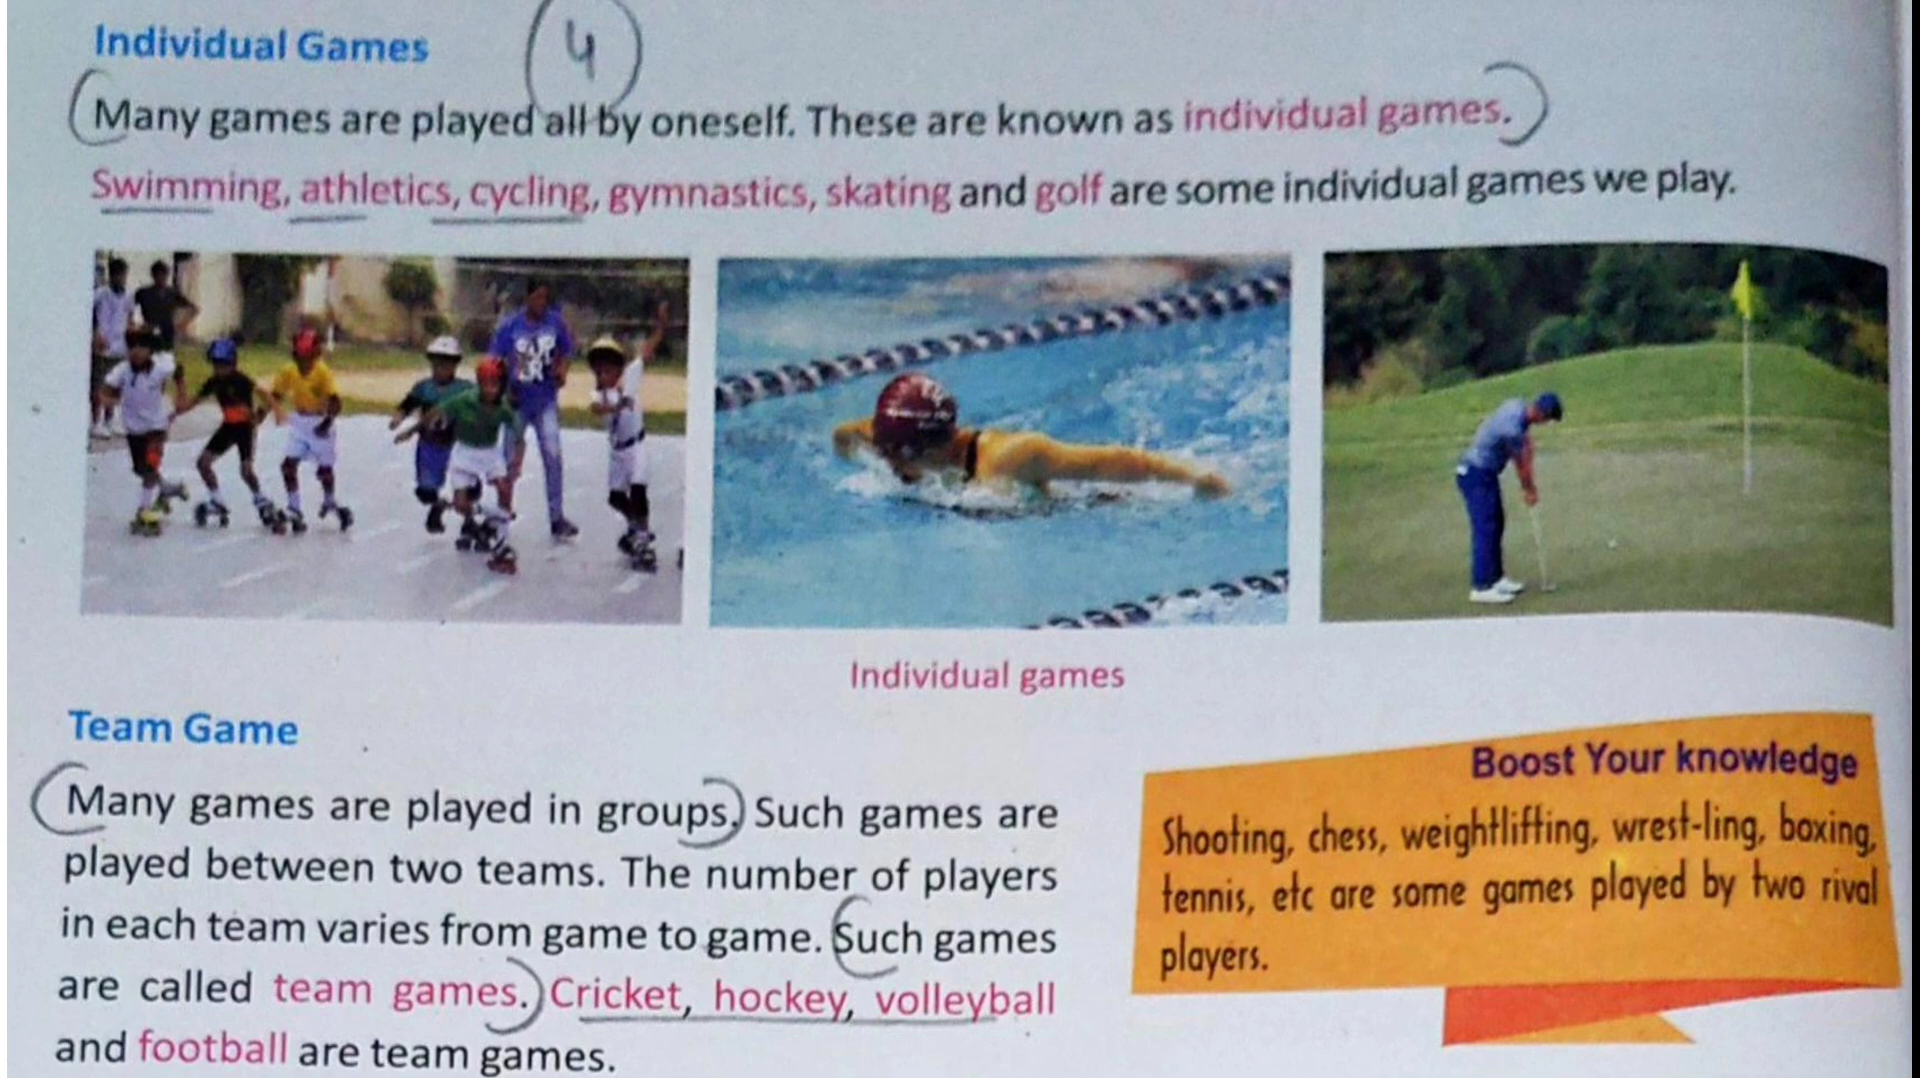 Individual Games
4
Many games are played all by oneself. These are known as individual games.
Swimming, athletics, cycling, gymnastics, skating and golf are some individual games we play.
Individual games
Team Game
Many games are played in groups. Such games are
played between two teams. The number of players
in each team varies from game to game. Such games
are called team games. Cricket, hockey, volleyball
and football are team games.
Boost Your knowledge
Shooting, chess, weightlifting, wrest-ling, boxing,
tennis, etc are some games played by two rival
players.